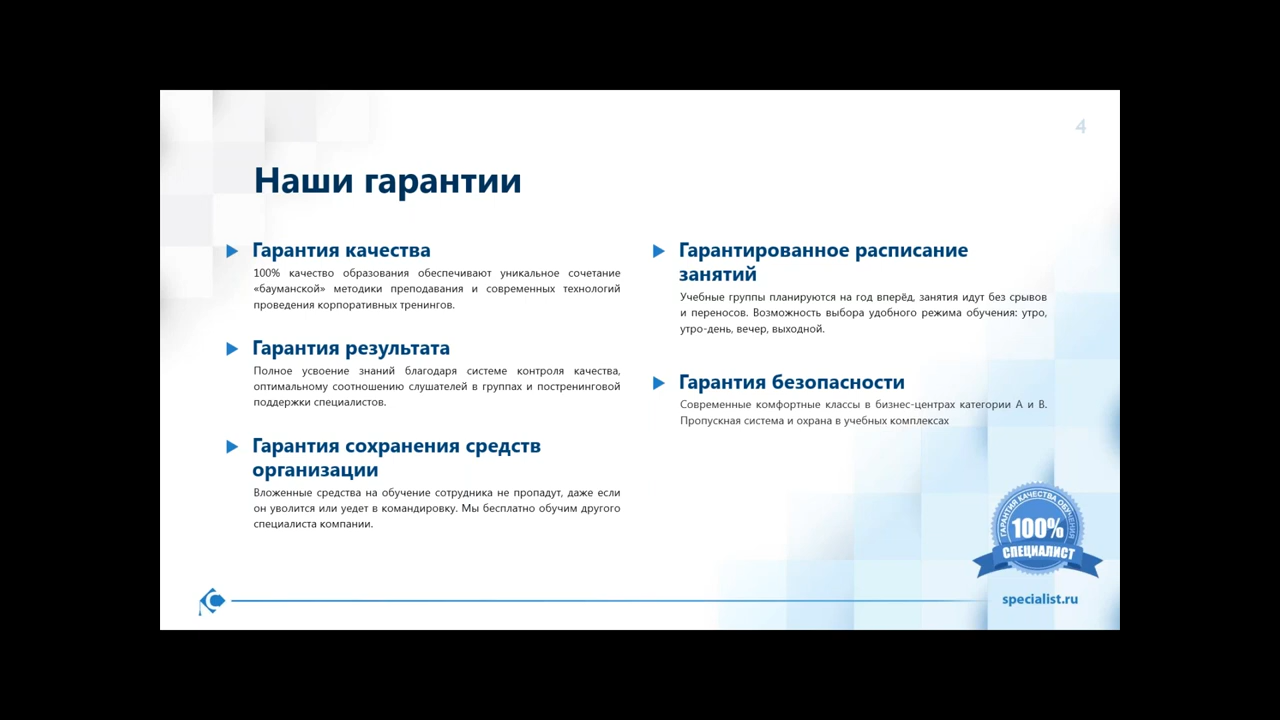 4
Наши гарантии
Гарантия качества
100% качество образования обеспечивают уникальное сочетание
«бауманской» методики преподавания и современных технологий
проведения корпоративных тренингов.
Гарантия результата
Полное усвоение знаний благодаря системе контроля качества,
оптимальному соотношению слушателей в группах и постренинговой
поддержки специалистов.
Гарантия сохранения средств
организации
Вложенные средства на обучение сотрудника не пропадут, даже если
он уволится или уедет в командировку. Мы бесплатно обучим другого
специалиста компании.
Гарантированное расписание
занятий
Учебные группы планируются на год вперёд, занятия идут без срывов
и переносов. Возможность выбора удобного режима обучения: утро,
утро-день, вечер, выходной.
Гарантия безопасности
Современные комфортные классы в бизнес-центрах категории А и В.
Пропускная система и охрана в учебных комплексах
ГАРАНТИЯ КАЧЕСТВА ОБУЧЕНИЯ
100%
СПЕЦИАЛИСТ
specialist.ru